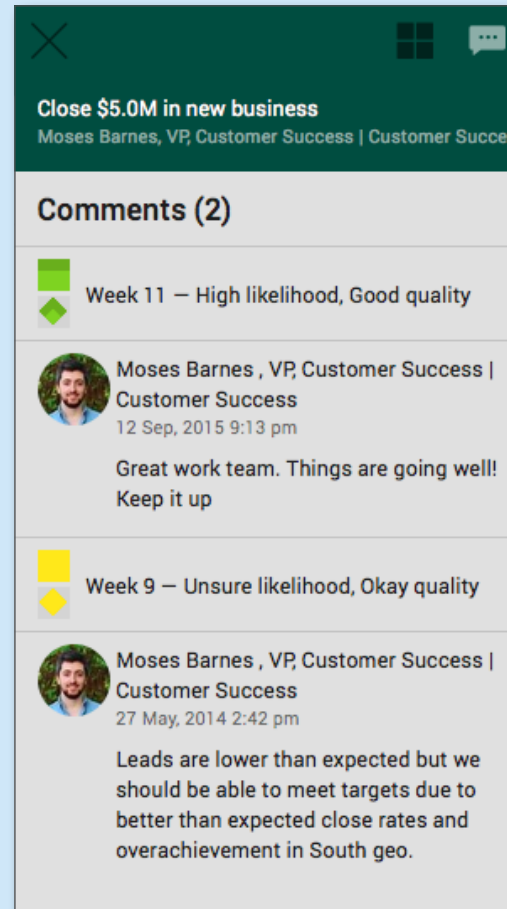 Close $5.0M in new business
Moses Barnes, VP, Customer Success | Customer Succe
Comments (2)
Week 11 — High likelihood, Good quality
Moses Barnes , VP, Customer Success |
Customer Success
12 Sep, 2015 9:13 pm
Great work team. Things are going well!
Keep it up
Week 9 — Unsure likelihood, Okay quality
Moses Barnes , VP, Customer Success |
Customer Success
27 May, 2014 2:42 pm
Leads are lower than expected but we
should be able to meet targets due to
better than expected close rates and
overachievement in South geo.